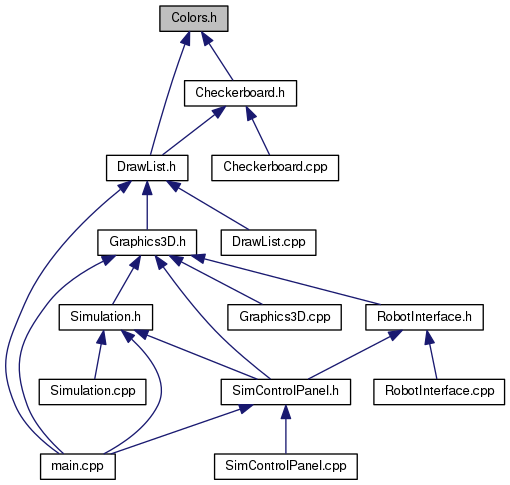 Colors.h
Checkerboard.h
DrawList.h
Checkerboard.cpp
Graphics3D.h
DrawList.cpp
Simulation.h
Graphics3D.cpp
RobotInterface.h
Simulation.cpp
SimControlPanel.h
RobotInterface.cpp
main.cpp
SimControlPanel.cpp